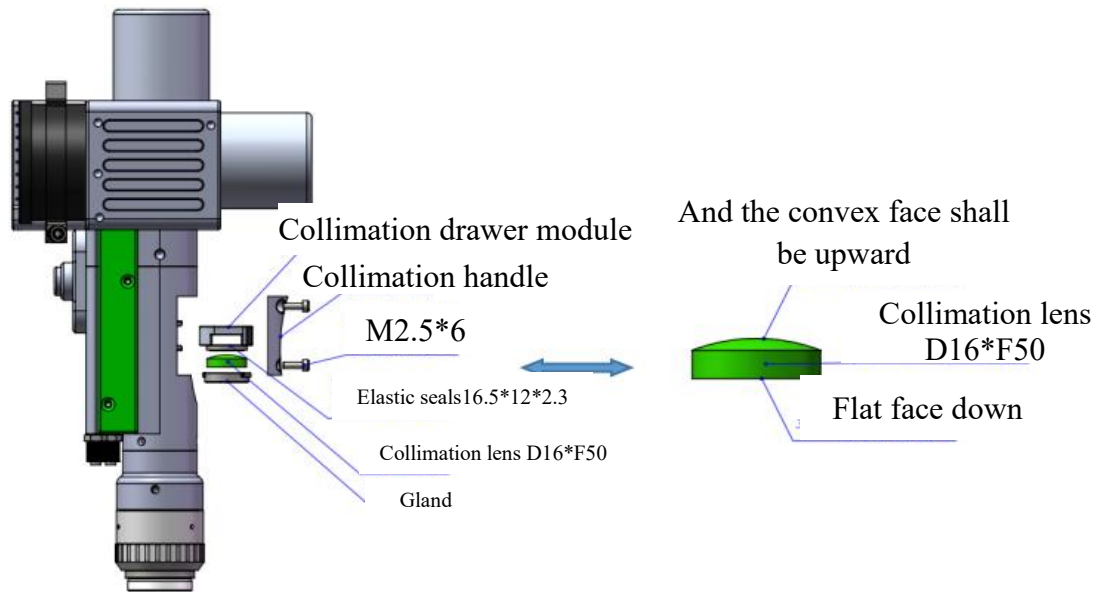 And the convex face shall
be upward
Collimation drawer module
Collimation handle
M2.5*6
Collimation lens
D16*F50
Elastic seals16.5*12*2.3
Flat face down
Collimation lens D16*F50
Gland